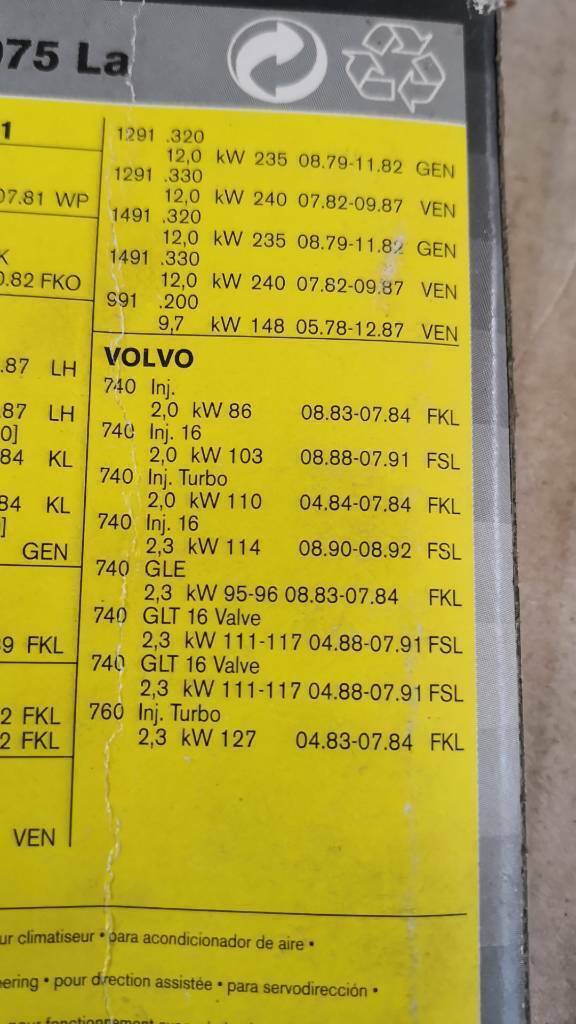 075 La
1
07.81 WP
K
0.82 FKO
.87 LH
87 LH
0]
84 KL
84 KL
]
GEN
9 FKL
2 FKL
2 FKL
VEN
1291 .320
12,0 kW 235 08.79-11.82 GEN
1291 .330
12,0 kW 240 07.82-09.87 VEN
1491 .320
12,0 kW 235 08.79-11.82 GEN
1491 .330
12,0 kW 240 07.82-09.87 VEN
991 .200
9,7 kW 148 05.78-12.87 VEN
VOLVO
740 Inj.
2,0 kW 86 08.83-07.84 FKL
740 Inj. 16
2,0 kW 103 08.88-07.91 FSL
740 Inj. Turbo
2,0 kW 110 04.84-07.84 FKL
740 Inj. 16
2,3 kW 114 08.90-08.92 FSL
740 GLE
2,3 kW 95-96 08.83-07.84 FKL
740 GLT 16 Valve
2,3 kW 111-117 04.88-07.91 FSL
740 GLT 16 Valve
2,3 kW 111-117 04.88-07.91 FSL
760 Inj. Turbo
2,3 kW 127 04.83-07.84 FKL
ur climatiseur • para acondicionador de aire •
eering • pour direction assistée • para servodirección •